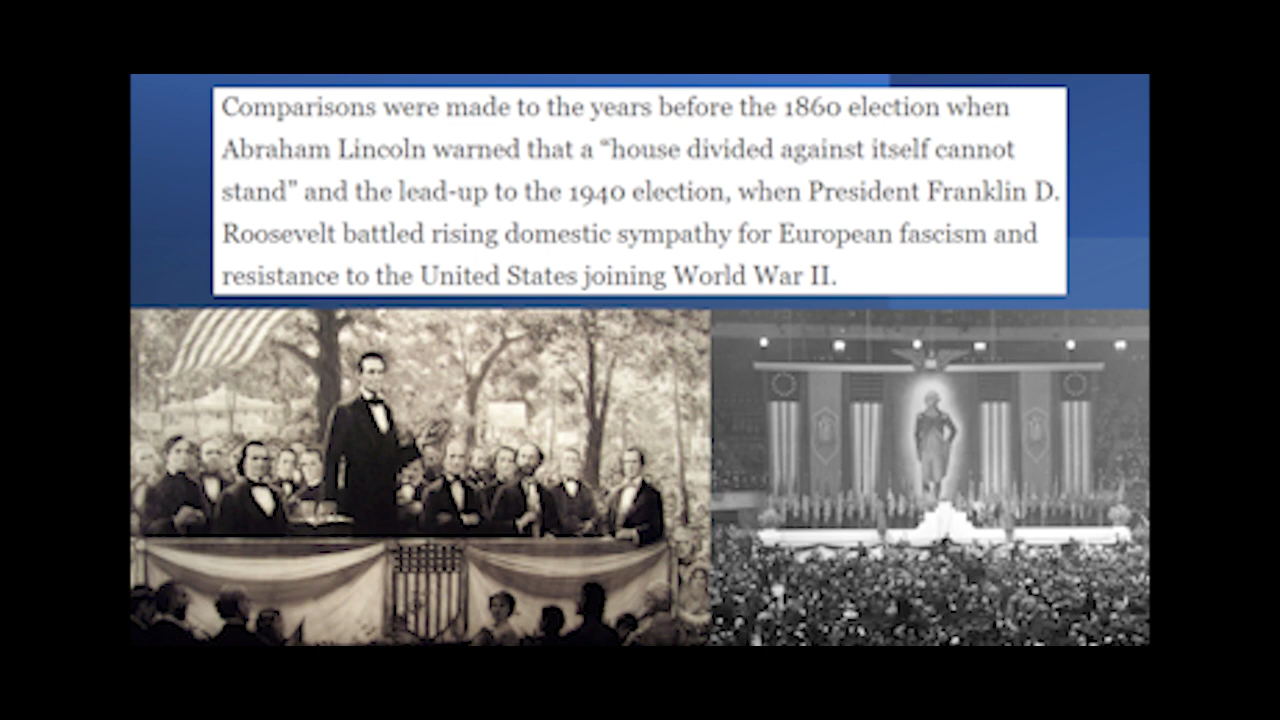 Comparisons were made to the years before the 1860 election when
Abraham Lincoln warned that a “house divided against itself cannot
stand” and the lead-up to the 1940 election, when President Franklin D.
Roosevelt battled rising domestic sympathy for European fascism and
resistance to the United States joining World War II.